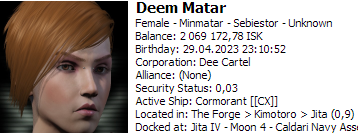 Deem Matar
Female - Minmatar - Sebiestor - Unknown
Balance: 2 069 172,78 ISK
Birthday: 29.04.2023 23:10:52
Corporation: Dee Cartel
Alliance: (None)
Security Status: 0,03
Active Ship: Cormorant [[CX]]
Located in: The Forge > Kimotoro > Jita (0,9)
Docked at: Jita IV - Moon 4 - Caldari Navy Asse